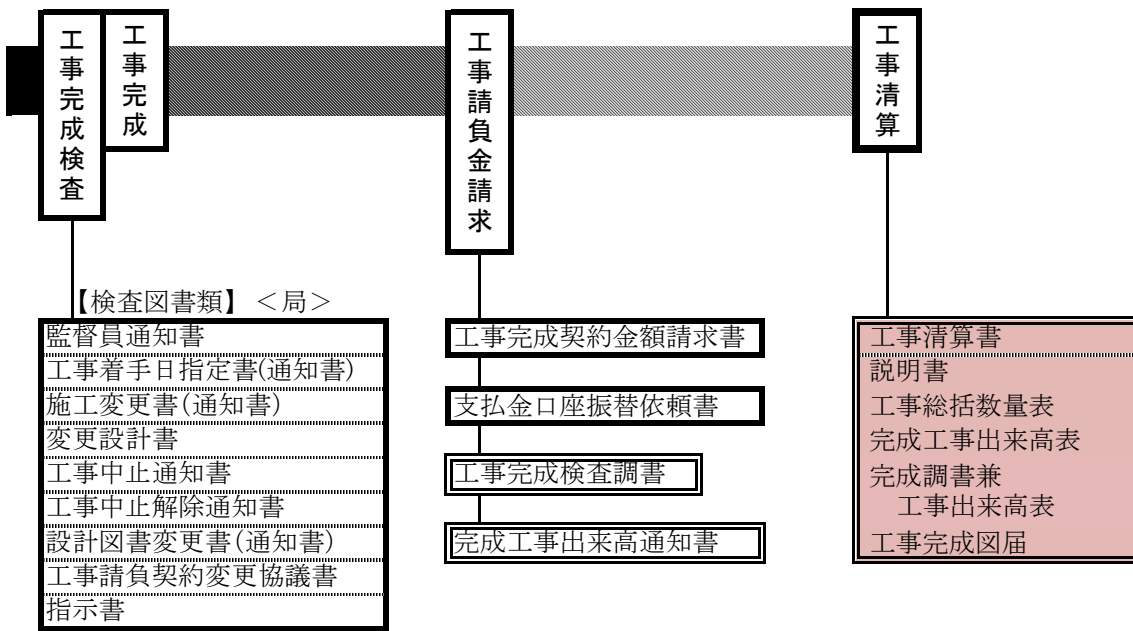 工事完成検査
工事完成
工事請負金請求
工事清算
【検査図書類】 <局>
監督員通知書
工事着手日指定書(通知書)
施工変更書(通知書)
変更設計書
工事中止通知書
工事中止解除通知書
設計図書変更書(通知書)
工事請負契約変更協議書
指示書
工事完成契約金額請求書
支払金口座振替依頼書
工事完成検査調書
完成工事出来高通知書
工事清算書
説明書
工事総括数量表
完成工事出来高表
完成調書兼
工事出来高表
工事完成図届